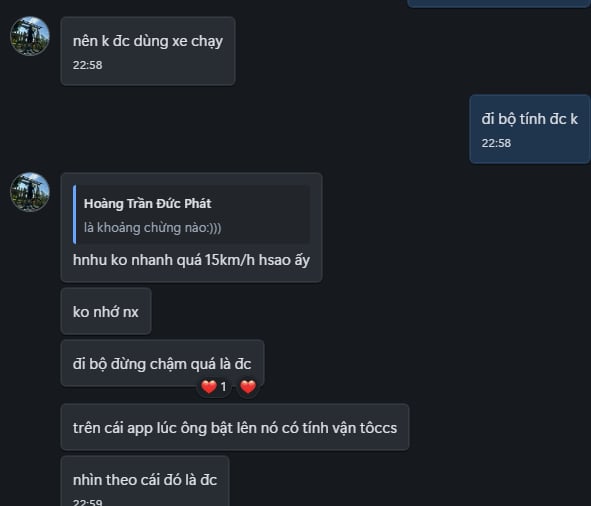 nên k đc dùng xe chạy
22:58
đi bộ tính đc k
22:58
Hoàng Trần Đức Phát
là khoảng chừng nào:)))
hnhu ko nhanh quá 15km/h hsao ấy
ko nhớ nx
đi bộ đừng chậm quá là đc
1
trên cái app lúc ông bật lên nó có tính vận tôccs
nhìn theo cái đó là đc
22:59